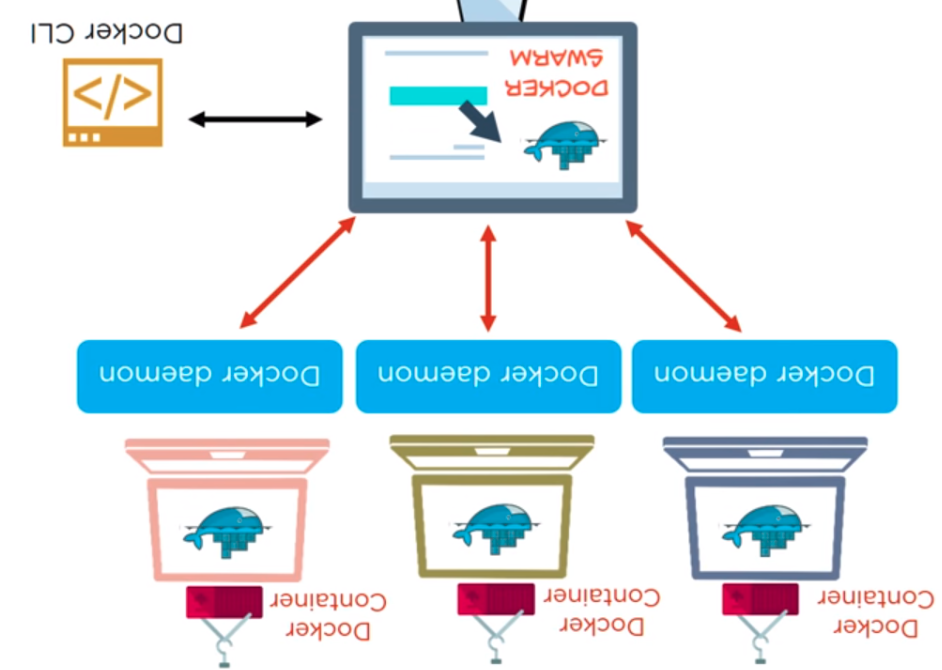 Docker
Container
Docker
Container
Docker
Container
Docker daemon
Docker daemon
Docker daemon
DOCKER
SWARM
Docker CLI